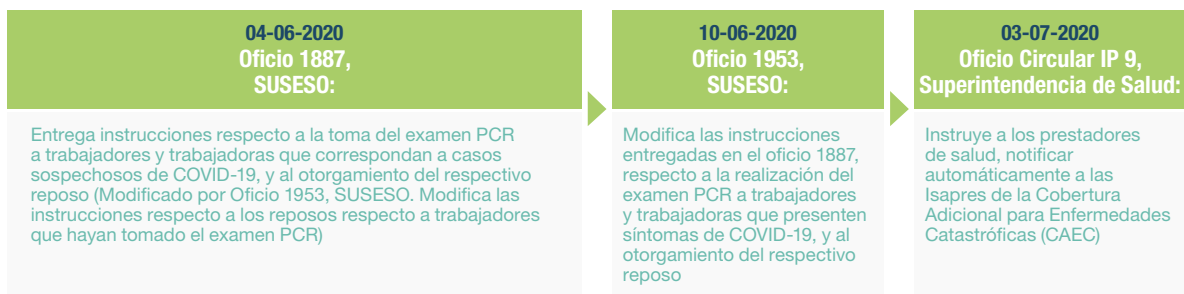 04-06-2020
Oficio 1887,
SUSESO:
Entrega instrucciones respecto a la toma del examen PCR
a trabajadores y trabajadoras que correspondan a casos
sospechosos de COVID-19, y al otorgamiento del respectivo
reposo (Modificado por Oficio 1953, SUSESO. Modifica las
instrucciones respecto a los reposos respecto a trabajadores
que hayan tomado el examen PCR)
10-06-2020
Oficio 1953,
SUSESO:
Modifica las instrucciones
entregadas en el oficio 1887,
respecto a la realización del
examen PCR a trabajadores
y trabajadoras que presenten
síntomas de COVID-19, y al
otorgamiento del respectivo
reposo
03-07-2020
Oficio Circular IP 9,
Superintendencia de Salud:
Instruye a los prestadores
de salud, notificar
automáticamente a las
Isapres de la Cobertura
Adicional para Enfermedades
Catastróficas (CAEC)